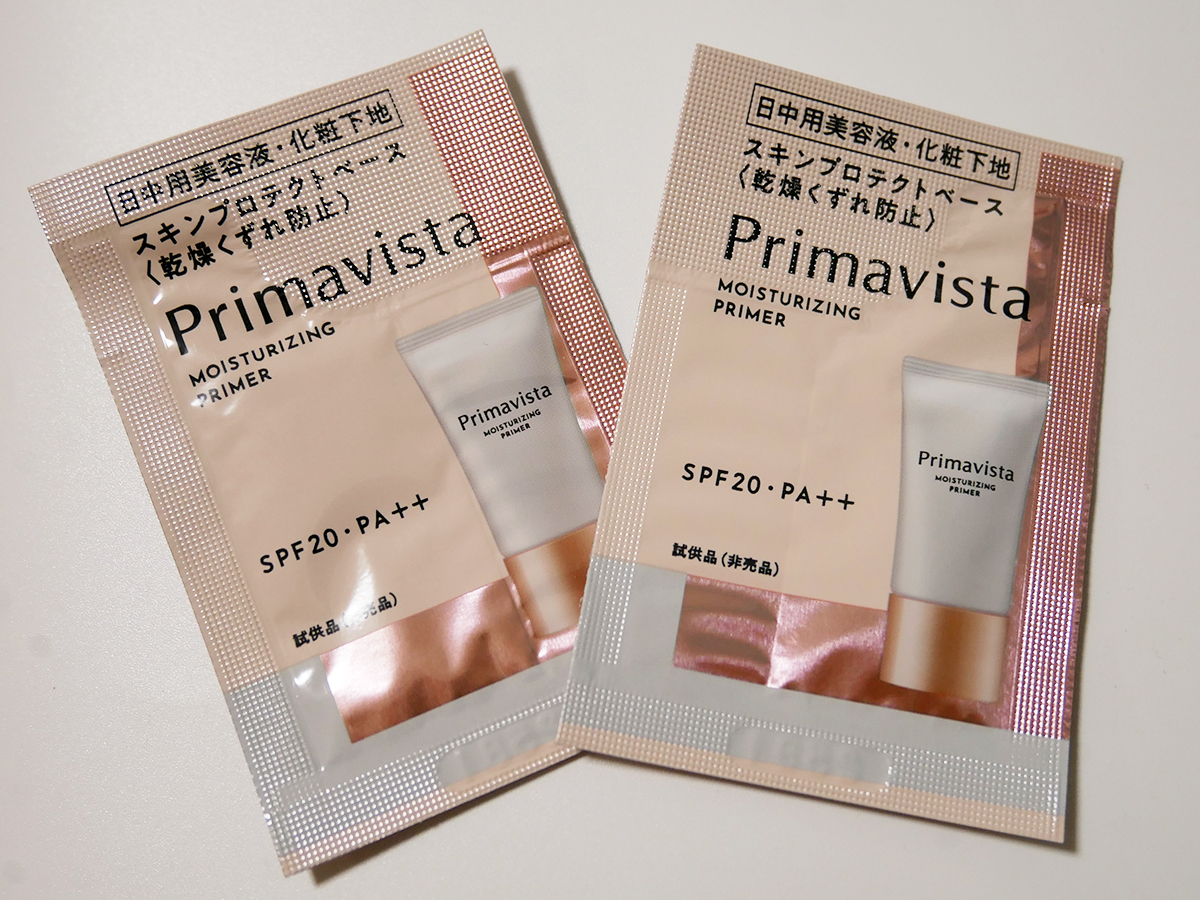 日中用美容液・化粧下地
スキンプロテクトベース
〈乾燥くずれ防止〉
Primavista
MOISTURIZING
PRIMER
Primavista
MOISTURIZING
PRIMER
SPF20・PA++
試供品(非売品)
日中用美容液・化粧下地
スキンプロテクトベース
〈乾燥くずれ防止〉
Primavista
MOISTURIZING
PRIMER
Primavista
MOISTURIZING
PRIMER
SPF20・PA++
試供品(非売品)